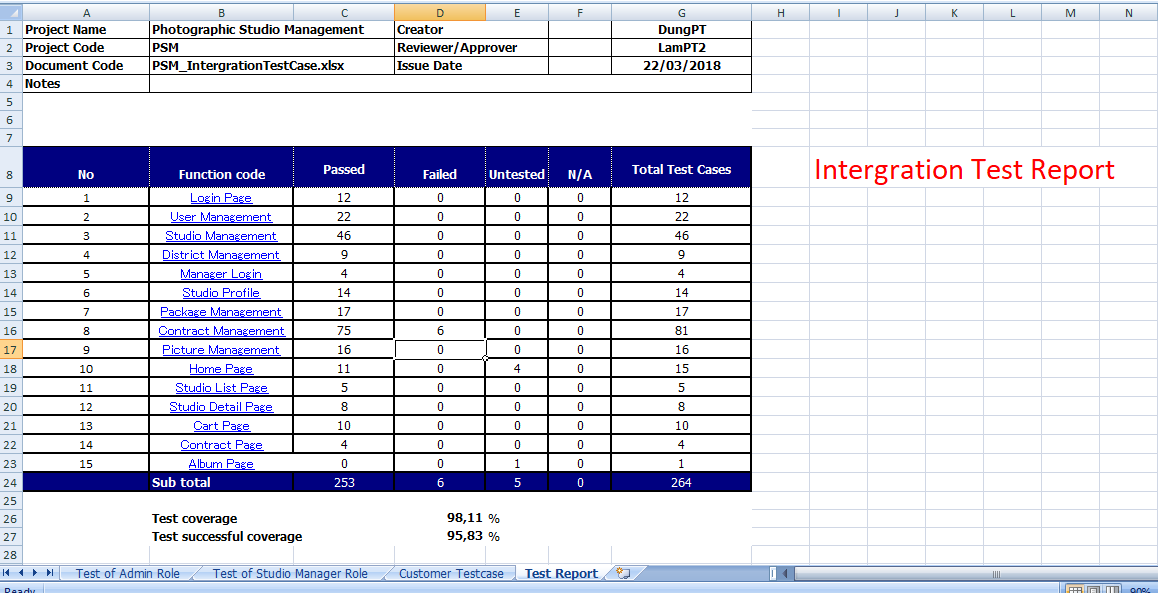 A B C D E F G H I J K L M N
1 Project Name Photographic Studio Management Creator DungPT
2 Project Code PSM Reviewer/Approver LamPT2
3 Document Code PSM_IntergrationTestCase.xlsx Issue Date 22/03/2018
4 Notes
5
6
7
8 No Function code Passed Failed Untested N/A Total Test Cases Intergration Test Report
9 1 Login Page 12 0 0 0 12
10 2 User Management 22 0 0 0 22
11 3 Studio Management 46 0 0 0 46
12 4 District Management 9 0 0 0 9
13 5 Manager Login 4 0 0 0 4
14 6 Studio Profile 14 0 0 0 14
15 7 Package Management 17 0 0 0 17
16 8 Contract Management 75 6 0 0 81
17 9 Picture Management 16 0 0 0 16
18 10 Home Page 11 0 4 0 15
19 11 Studio List Page 5 0 0 0 5
20 12 Studio Detail Page 8 0 0 0 8
21 13 Cart Page 10 0 0 0 10
22 14 Contract Page 4 0 0 0 4
23 15 Album Page 0 0 1 0 1
24 Sub total 253 6 5 0 264
25
26 Test coverage 98,11 %
27 Test successful coverage 95,83 %
28
Test of Admin Role Test of Studio Manager Role Customer Testcase Test Report
Ready 90%